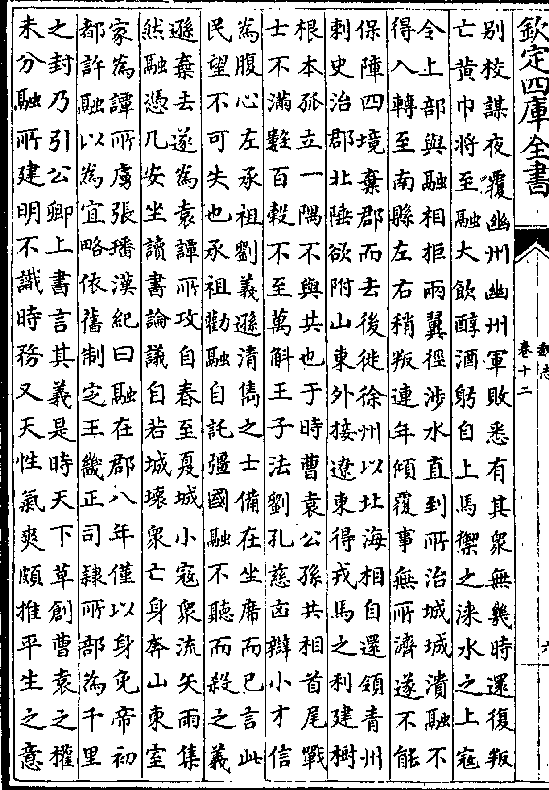 欽定四庫全書
魏志
卷十二
六
别校謀夜覆幽州幽州軍敗悉有其衆無幾時還復叛
亡黄巾將至融大飲醇酒躬自上馬禦之淶水之上寇
令上部與融相拒兩翼徑涉水直到所治城城潰融不
得入轉至南縣左右稍叛連年傾覆事無所濟遂不能
保障四境棄郡而去後徙徐州以北海相自還領青州
刺史治郡北陲欲附山東外接遼東得戎馬之利建樹
根本孤立一隅不與共也于時曹袁公孫共相首尾戰
士不滿數百榖不至萬斛王子法劉孔慈凶辯小才信
為腹心左承祖劉義遜清雋之士備在坐席而已言此
民望不可失也承祖勸融自託彊國融不聽而殺之義
遜棄去遂為袁譚所攻自春至夏城小寇衆流矢雨集
然融憑几安坐讀書論議自若城壞衆亡身奔山東室
家為譚所虜張璠漢紀曰融在郡八年僅以身免帝初
都許融以為宜略依舊制定王畿正司隷所部為千里
之封乃引公卿上書言其義是時天下草創曹袁之權
未分融所建明不識時務又天性氣爽頗推平生之意